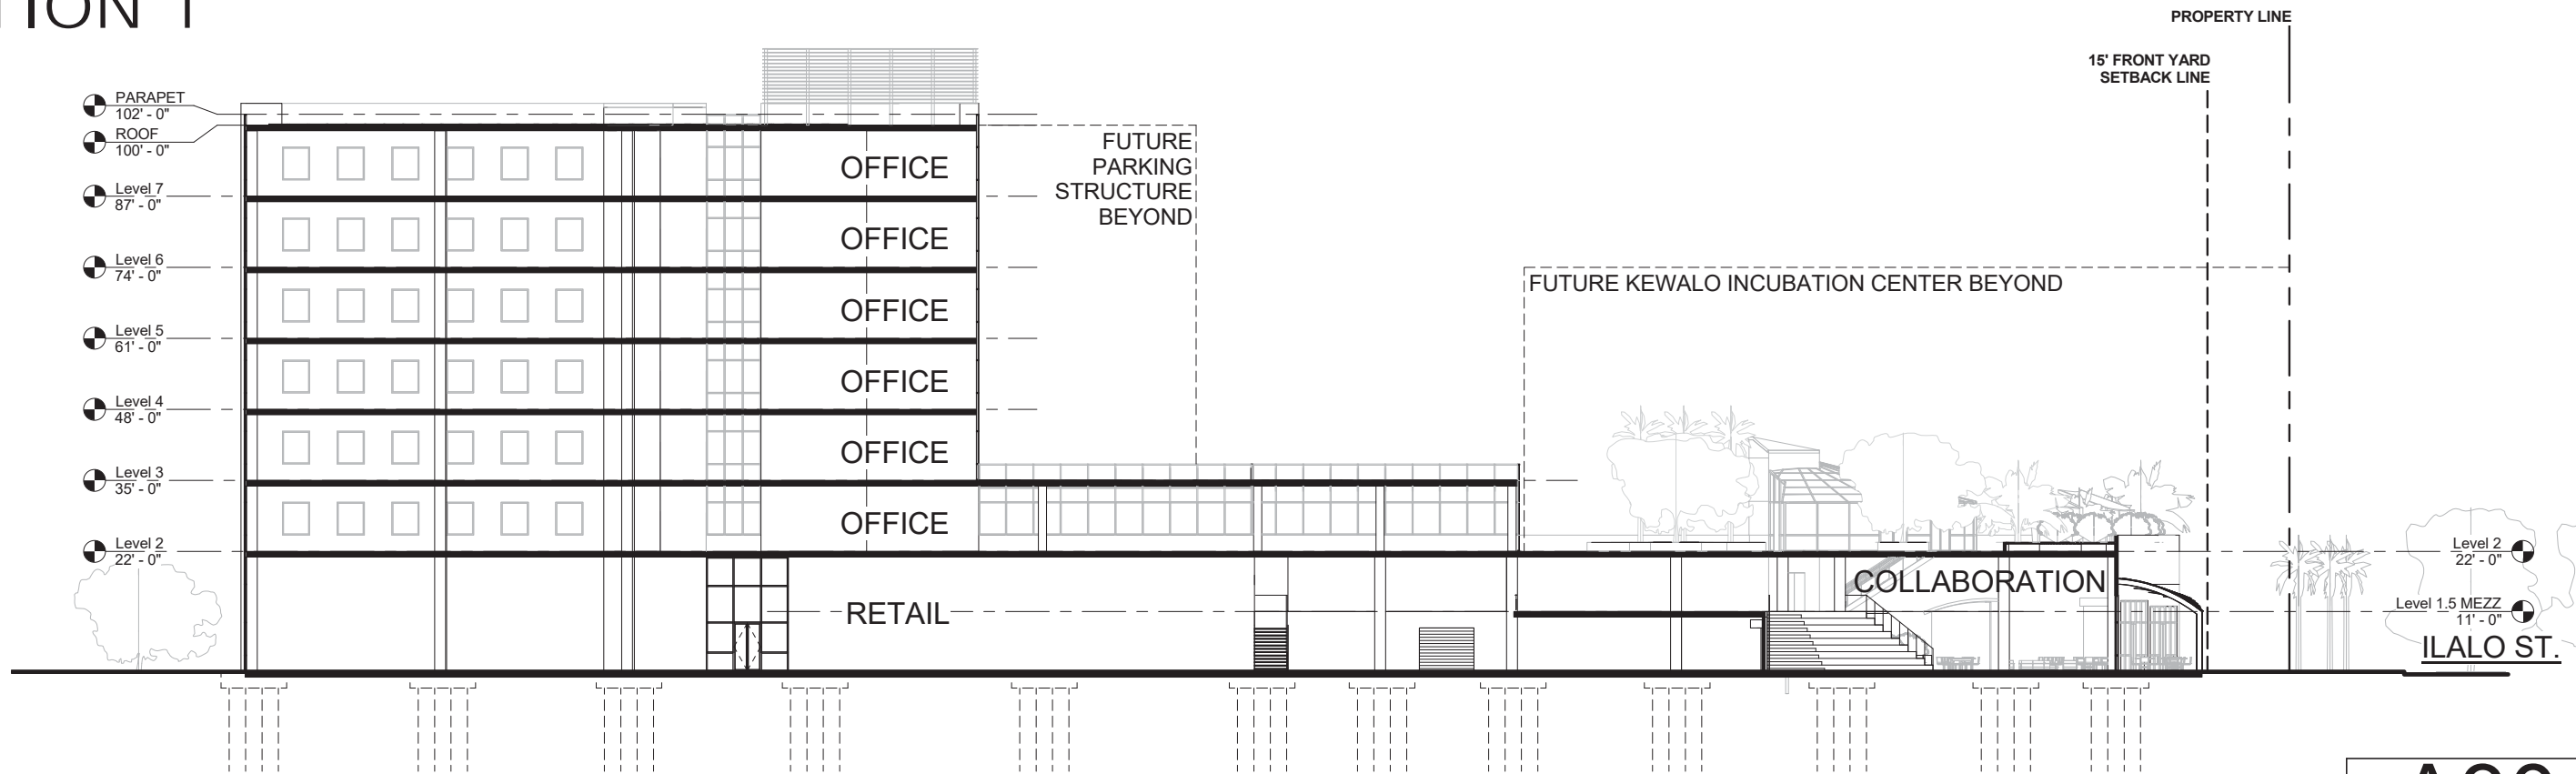 TION 1
PROPERTY LINE
15' FRONT YARD
SETBACK LINE
PARAPET
102' - 0"
ROOF
100' - 0"
Level 7
87' - 0"
Level 6
74' - 0"
Level 5
61' - 0"
Level 4
48' - 0"
Level 3
35' - 0"
Level 2
22' - 0"
OFFICE
OFFICE
OFFICE
OFFICE
OFFICE
OFFICE
RETAIL
FUTURE
PARKING
STRUCTURE
BEYOND
FUTURE KEWALO INCUBATION CENTER BEYOND
COLLABORATION
Level 2
22' - 0"
Level 1.5 MEZZ
11' - 0"
ILALO ST.